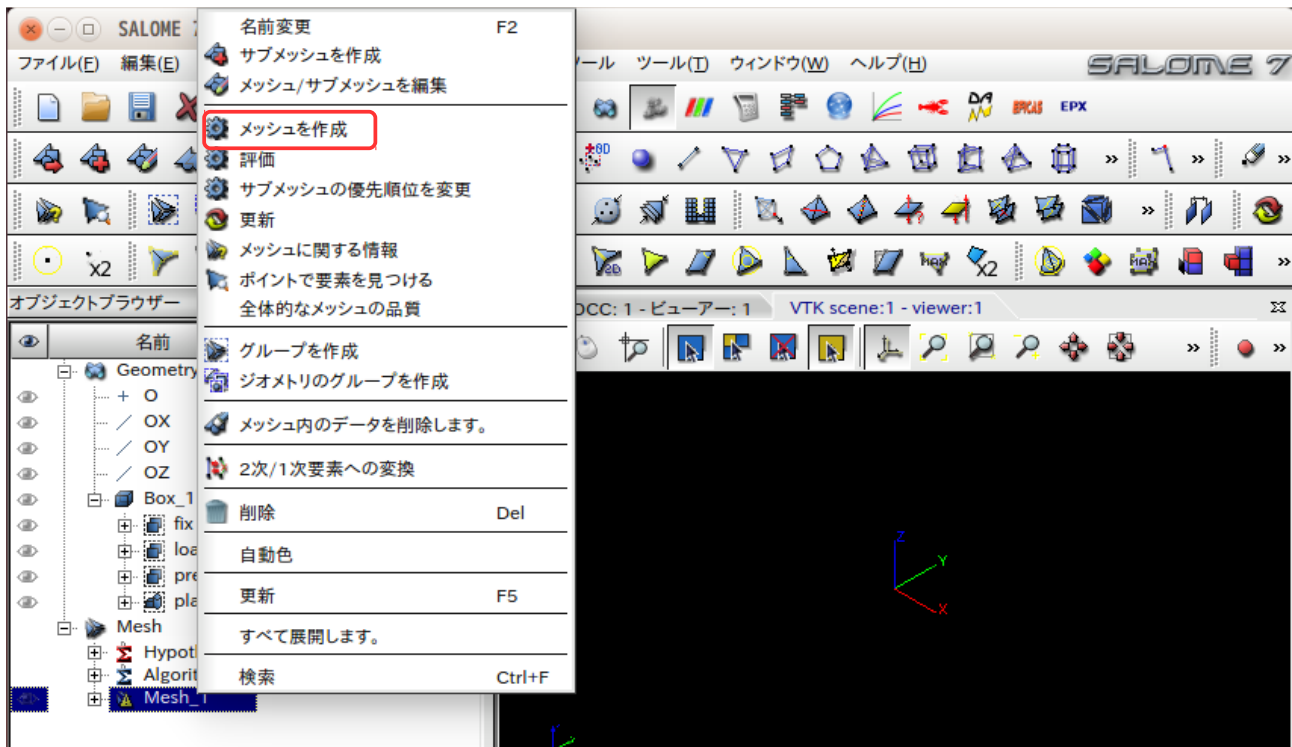 SALOME 7
ファイル(F) 編集(E) ール ツール(T) ウィンドウ(W) ヘルプ(H)
SALOME 7
名前変更 F2
サブメッシュを作成
メッシュ/サブメッシュを編集
メッシュを作成
評価
サブメッシュの優先順位を変更
更新
メッシュに関する情報
ポイントで要素を見つける
全体的なメッシュの品質
グループを作成
ジオメトリのグループを作成
メッシュ内のデータを削除します。
2次/1次要素への変換
削除 Del
自動色
更新 F5
すべて展開します。
検索 Ctrl+F
EPX
x2
x2
オブジェクトブラウザー
OCC: 1 - ビューアー: 1 VTK scene:1 - viewer:1
名前
Geometry
O
OX
OY
OZ
Box_1
fix
loa
pre
pla
Mesh
Hypot
Algorit
Mesh_1
Z
Y
X